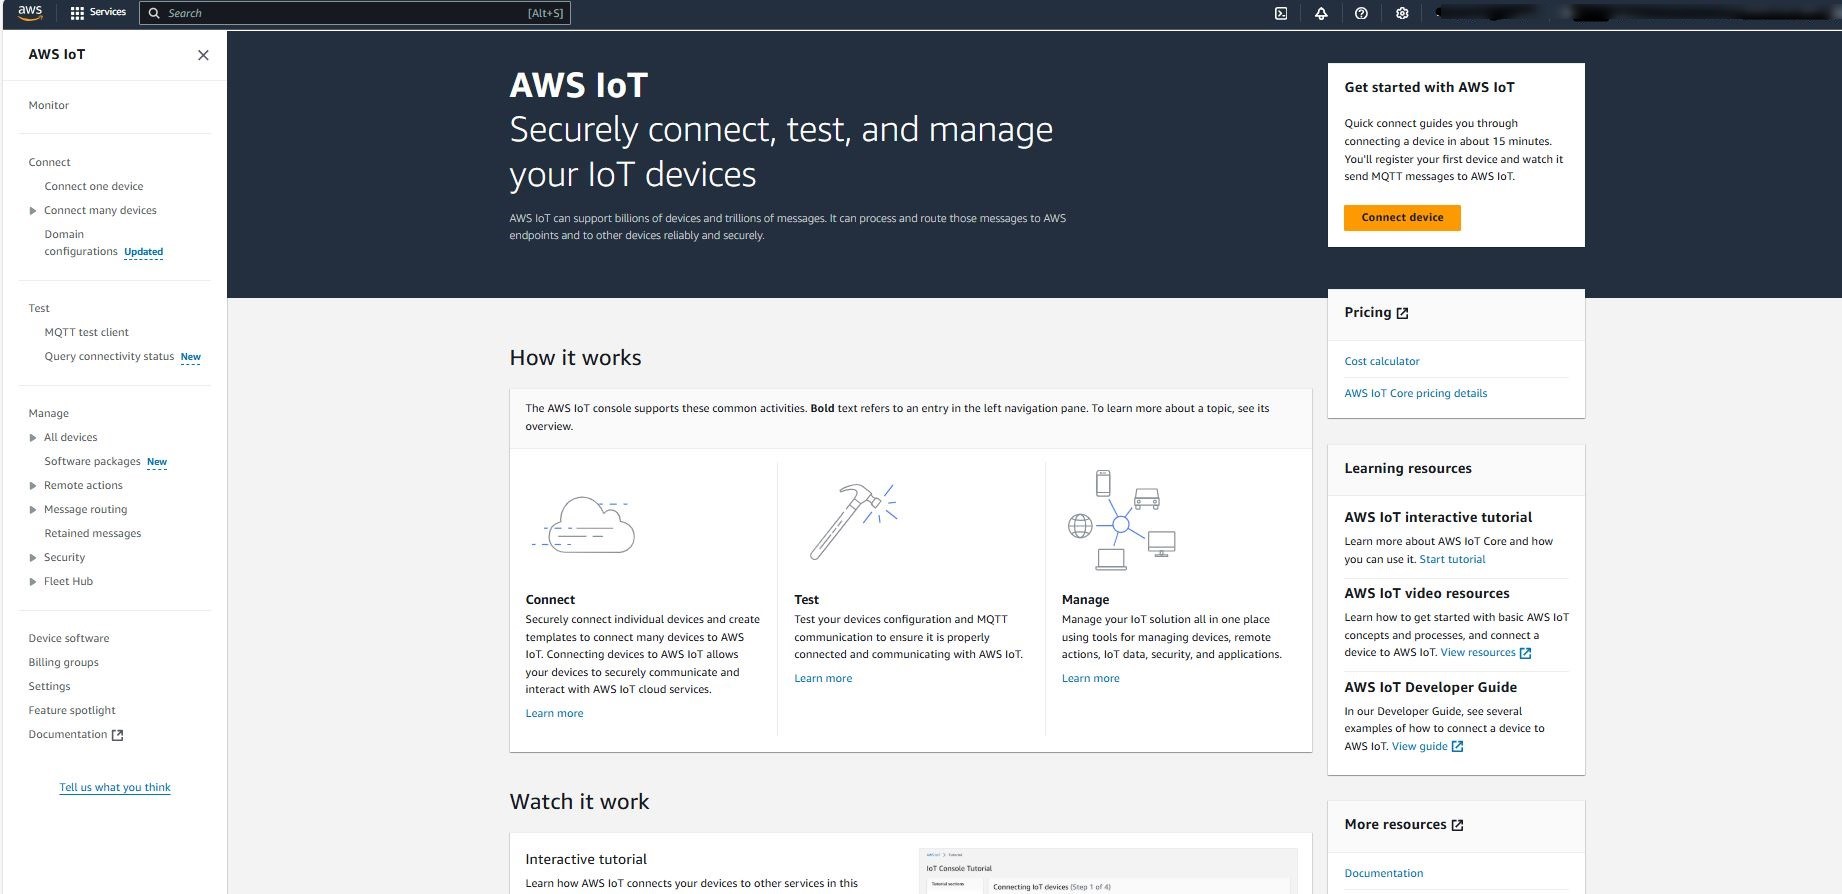 aws
Services
Search
[Alt+S]
AWS IoT
Monitor
Connect
Connect one device
Connect many devices
Domain
configurations Updated
Test
MQTT test client
Query connectivity status New
Manage
All devices
Software packages New
Remote actions
Message routing
Retained messages
Security
Fleet Hub
Device software
Billing groups
Settings
Feature spotlight
Documentation
Tell us what you think
AWS IoT
Securely connect, test, and manage
your IoT devices
AWS IoT can support billions of devices and trillions of messages. It can process and route those messages to AWS
endpoints and to other devices reliably and securely.
How it works
The AWS IoT console supports these common activities. Bold text refers to an entry in the left navigation pane. To learn more about a topic, see its
overview.
Connect
Securely connect individual devices and create
templates to connect many devices to AWS
IoT. Connecting devices to AWS IoT allows
your devices to securely communicate and
interact with AWS IoT cloud services.
Learn more
Test
Test your devices configuration and MQTT
communication to ensure it is properly
connected and communicating with AWS IoT.
Learn more
Manage
Manage your IoT solution all in one place
using tools for managing devices, remote
actions, IoT data, security, and applications.
Learn more
Watch it work
Interactive tutorial
Learn how AWS IoT connects your devices to other services in this
AWS IoT > Tutorial
IoT Console Tutorial
Tutorial sections
Connecting IoT devices (Step 1 of 4)
Get started with AWS IoT
Quick connect guides you through
connecting a device in about 15 minutes.
You'll register your first device and watch it
send MQTT messages to AWS IoT.
Connect device
Pricing
Cost calculator
AWS IoT Core pricing details
Learning resources
AWS IoT interactive tutorial
Learn more about AWS IoT Core and how
you can use it. Start tutorial
AWS IoT video resources
Learn how to get started with basic AWS IoT
concepts and processes, and connect a
device to AWS IoT. View resources
AWS IoT Developer Guide
In our Developer Guide, see several
examples of how to connect a device to
AWS IoT. View guide
More resources
Documentation